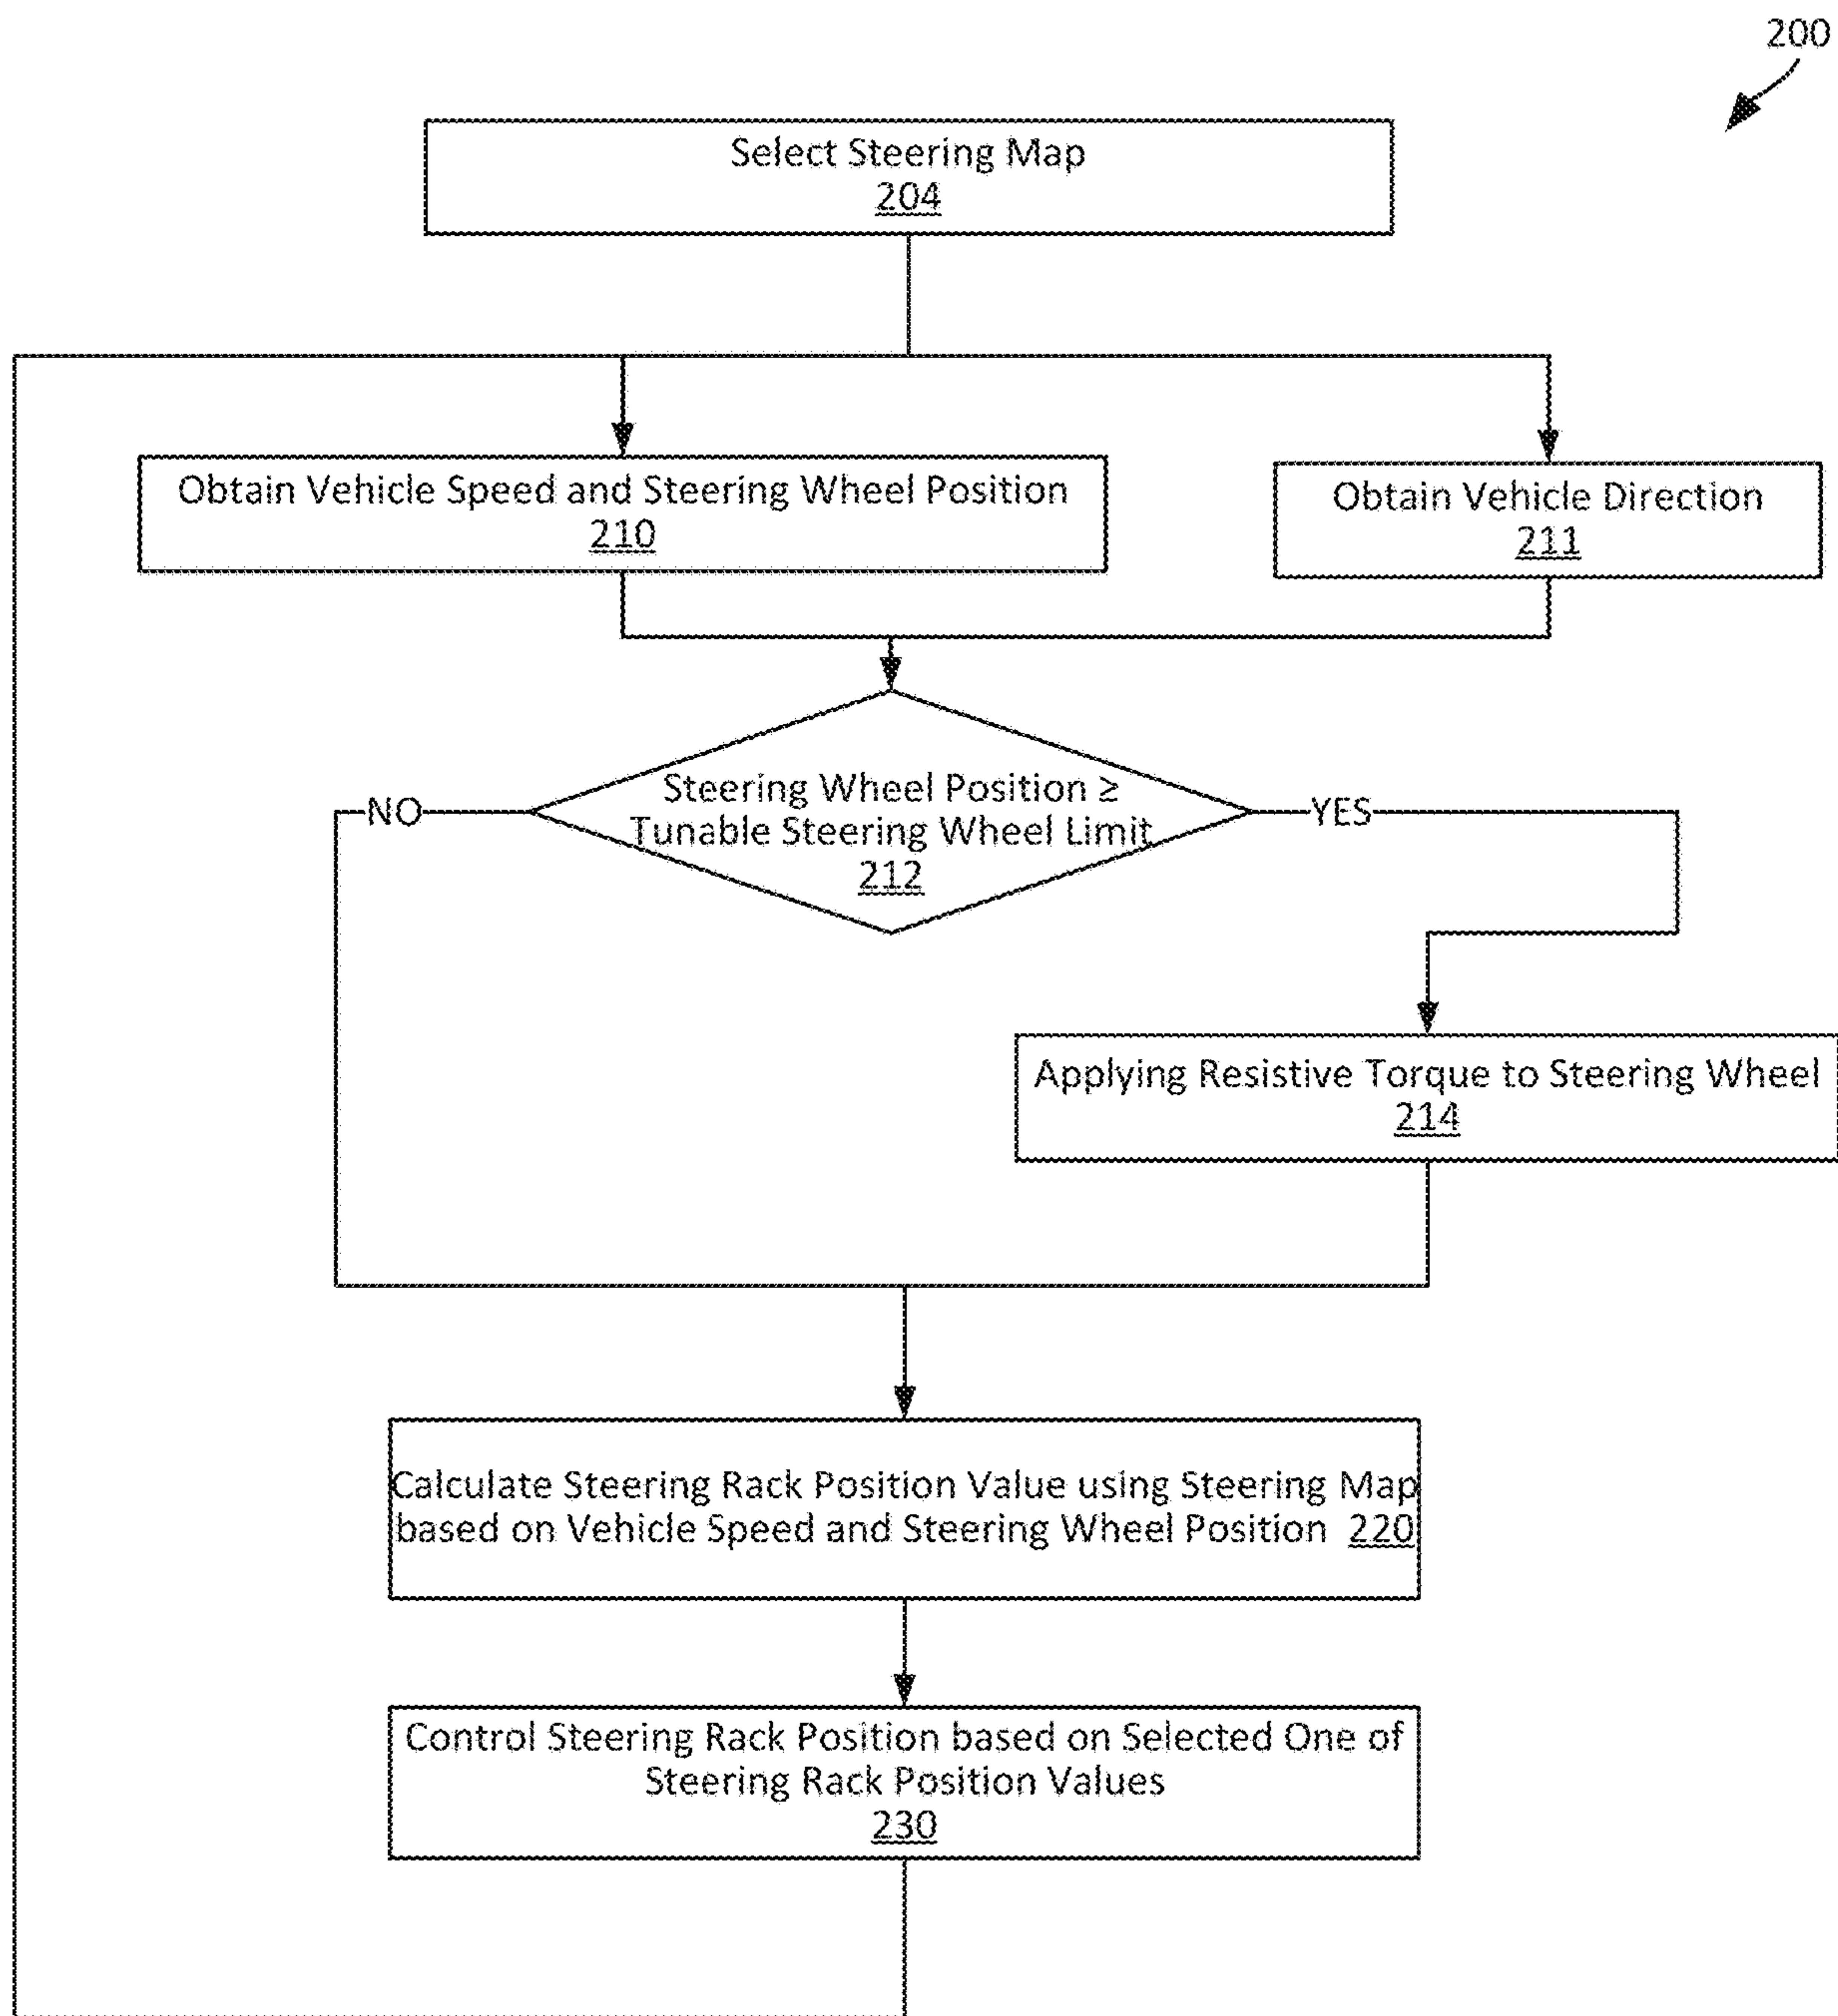 200
Select Steering Map
204
Obtain Vehicle Speed and Steering Wheel Position
210
Obtain Vehicle Direction
211
Steering Wheel Position ≥
Tunable Steering Wheel Limit
212
NO
YES
Applying Resistive Torque to Steering Wheel
214
Calculate Steering Rack Position Value using Steering Map
based on Vehicle Speed and Steering Wheel Position 220
Control Steering Rack Position based on Selected One of
Steering Rack Position Values
230